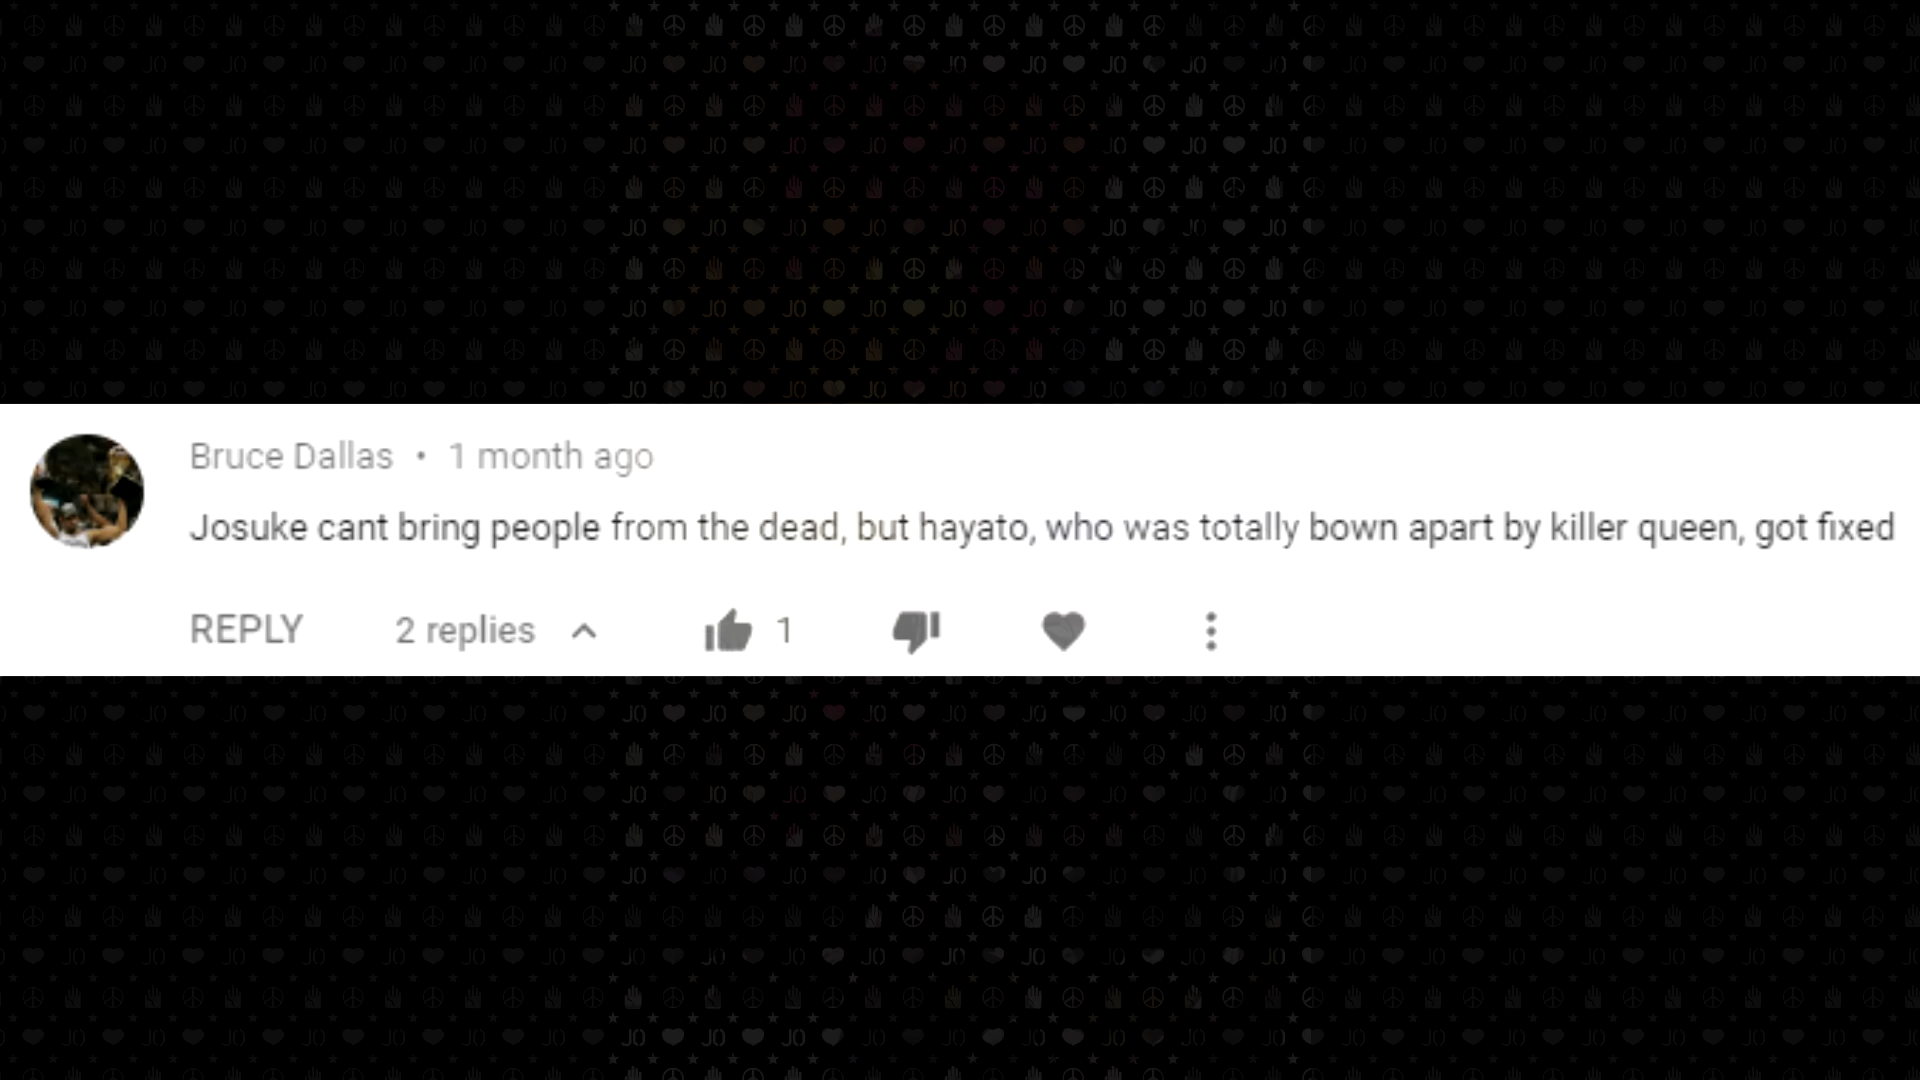 Bruce Dallas • 1 month ago
Josuke cant bring people from the dead, but hayato, who was totally bown apart by killer queen, got fixed
REPLY 2 replies 1